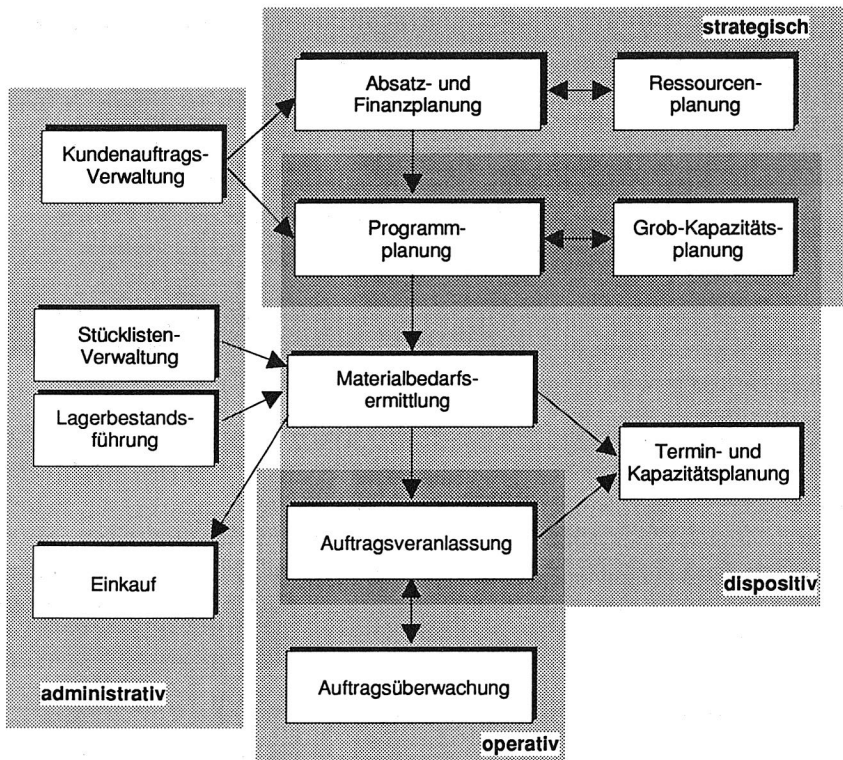 strategisch
Absatz- und
Finanzplanung
Ressourcen-
planung
Kundenauftrags-
Verwaltung
Programm-
planung
Grob-Kapazitäts-
planung
Stücklisten-
Verwaltung
Materialbedarfs-
ermittlung
Lagerbestands-
führung
Termin- und
Kapazitätsplanung
Auftragsveranlassung
Einkauf
dispositiv
Auftragsüberwachung
administrativ
operativ